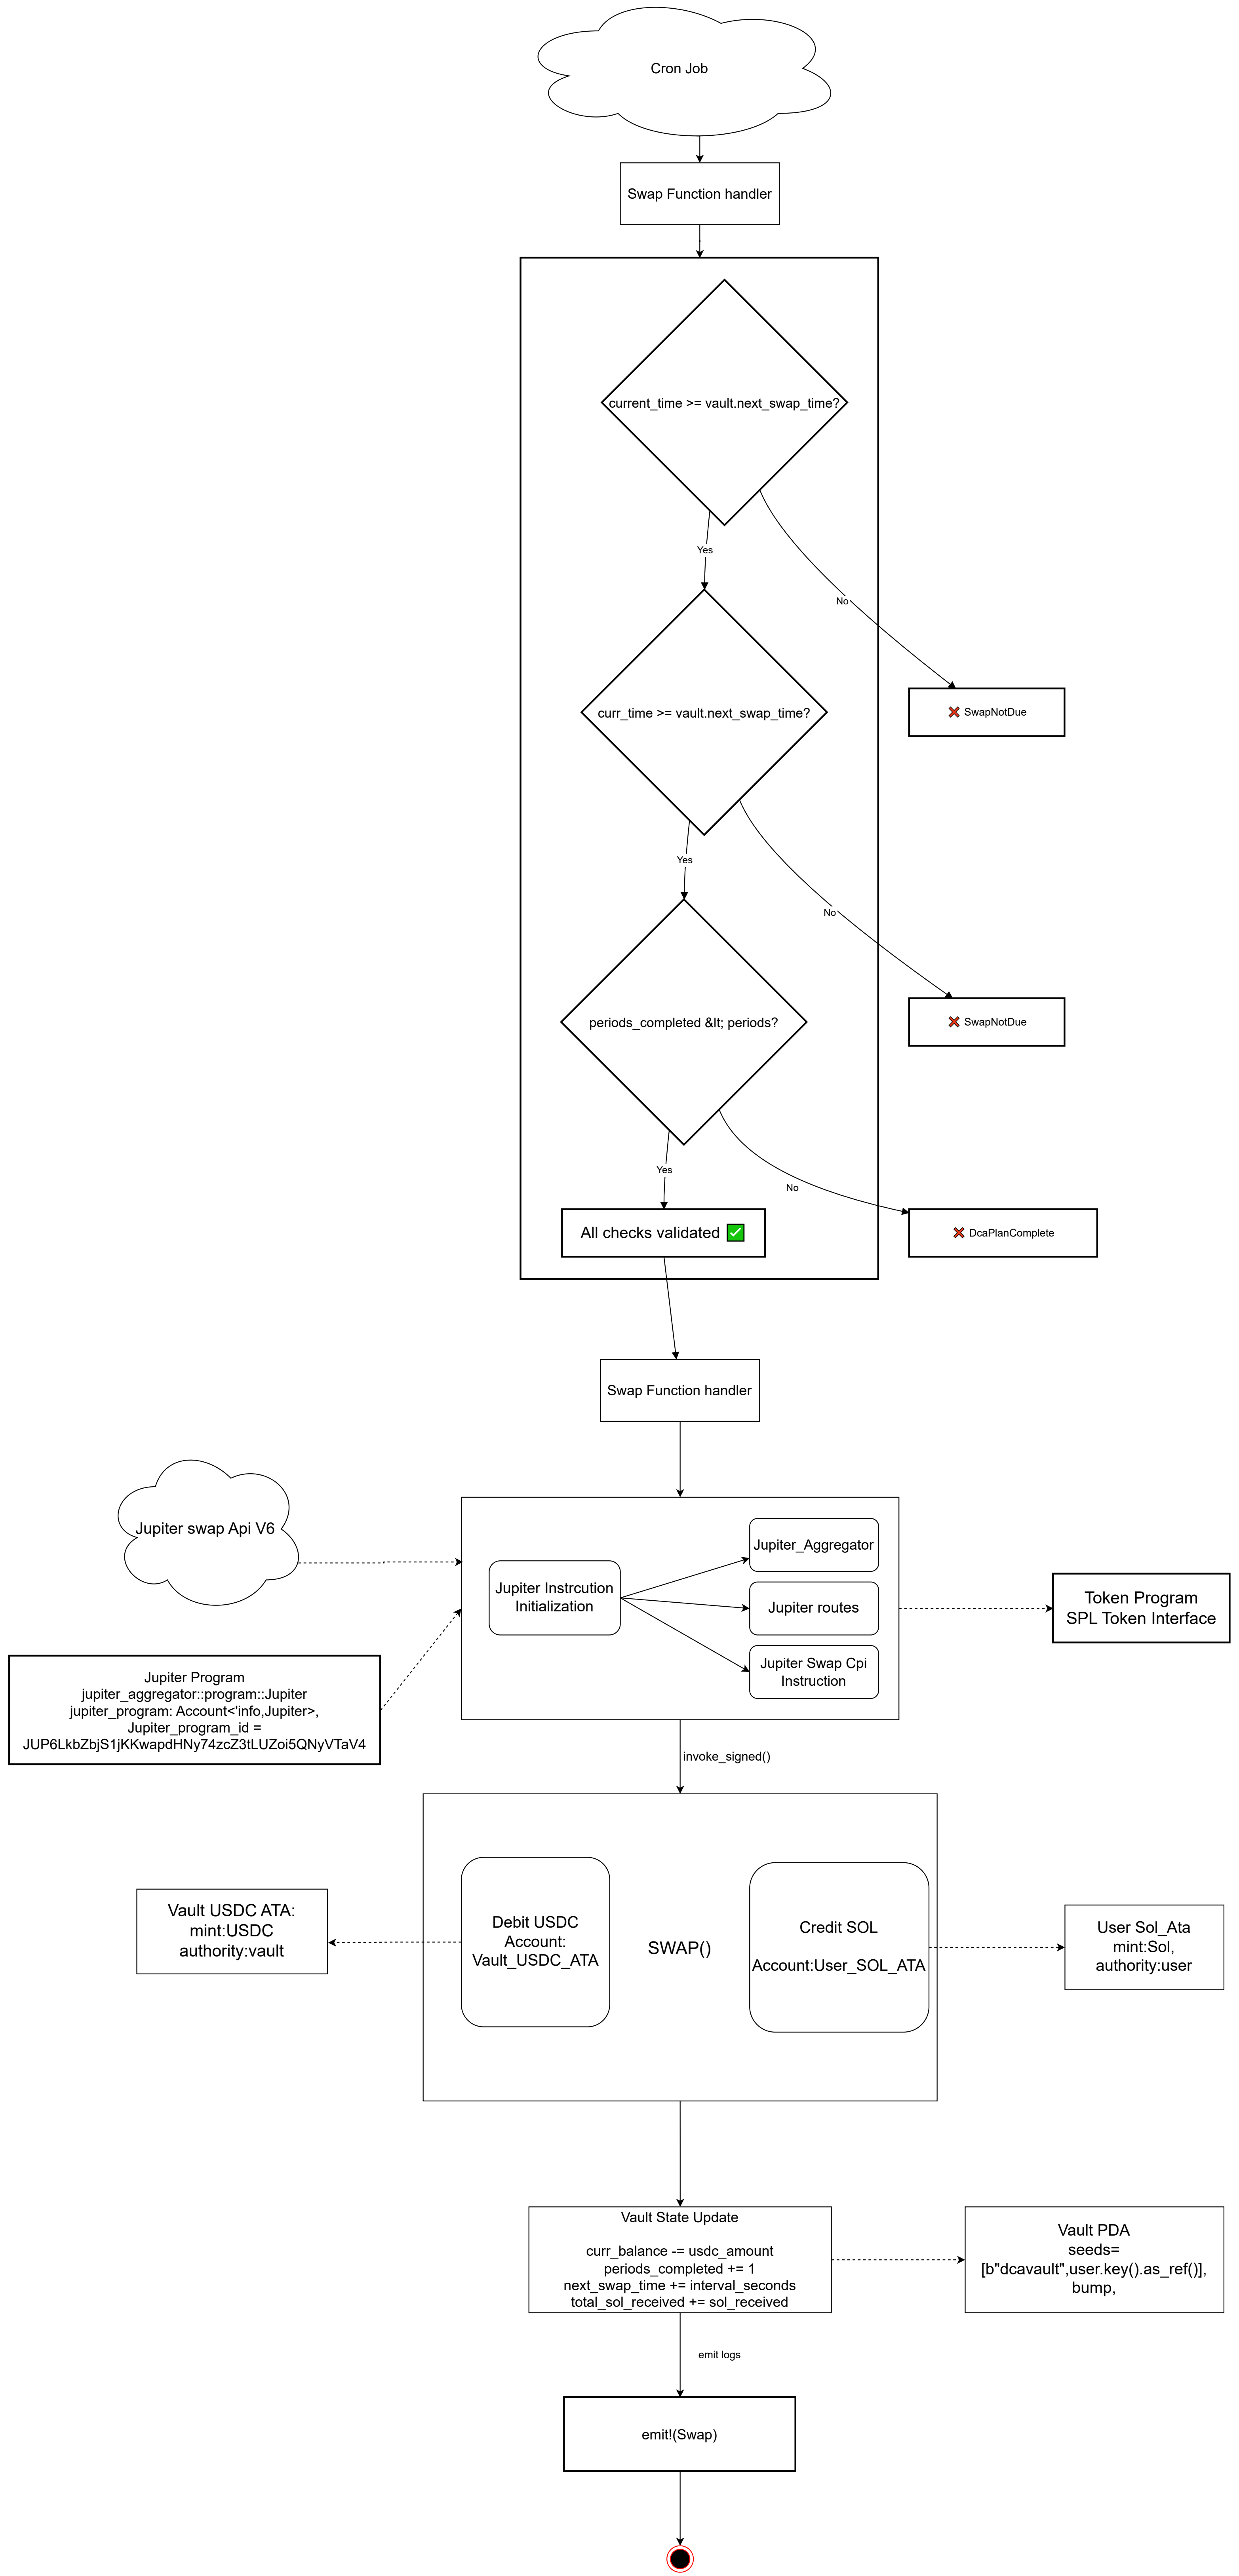 Cron Job
Swap Function handler
current_time >= vault.next_swap_time?
Yes
No
❌ SwapNotDue
curr_time >= vault.next_swap_time?
Yes
No
❌ SwapNotDue
periods_completed &lt; periods?
Yes
No
All checks validated ✅
❌ DcaPlanComplete
Swap Function handler
Jupiter swap Api V6
Jupiter Instrcution
Initialization
Jupiter_Aggregator
Jupiter routes
Jupiter Swap Cpi
Instruction
Token Program
SPL Token Interface
Jupiter Program
jupiter_aggregator::program::Jupiter
jupiter_program: Account<'info,Jupiter>,
Jupiter_program_id =
JUP6LkbZbjS1jKKwapdHNy74zcZ3tLUZoi5QNyVTaV4
invoke_signed()
Vault USDC ATA:
mint:USDC
authority:vault
Debit USDC
Account:
Vault_USDC_ATA
SWAP()
Credit SOL
Account:User_SOL_ATA
User Sol_Ata
mint:Sol,
authority:user
Vault State Update
curr_balance -= usdc_amount
periods_completed += 1
next_swap_time += interval_seconds
total_sol_received += sol_received
Vault PDA
seeds=
[b"dcavault",user.key().as_ref()],
bump,
emit logs
emit!(Swap)